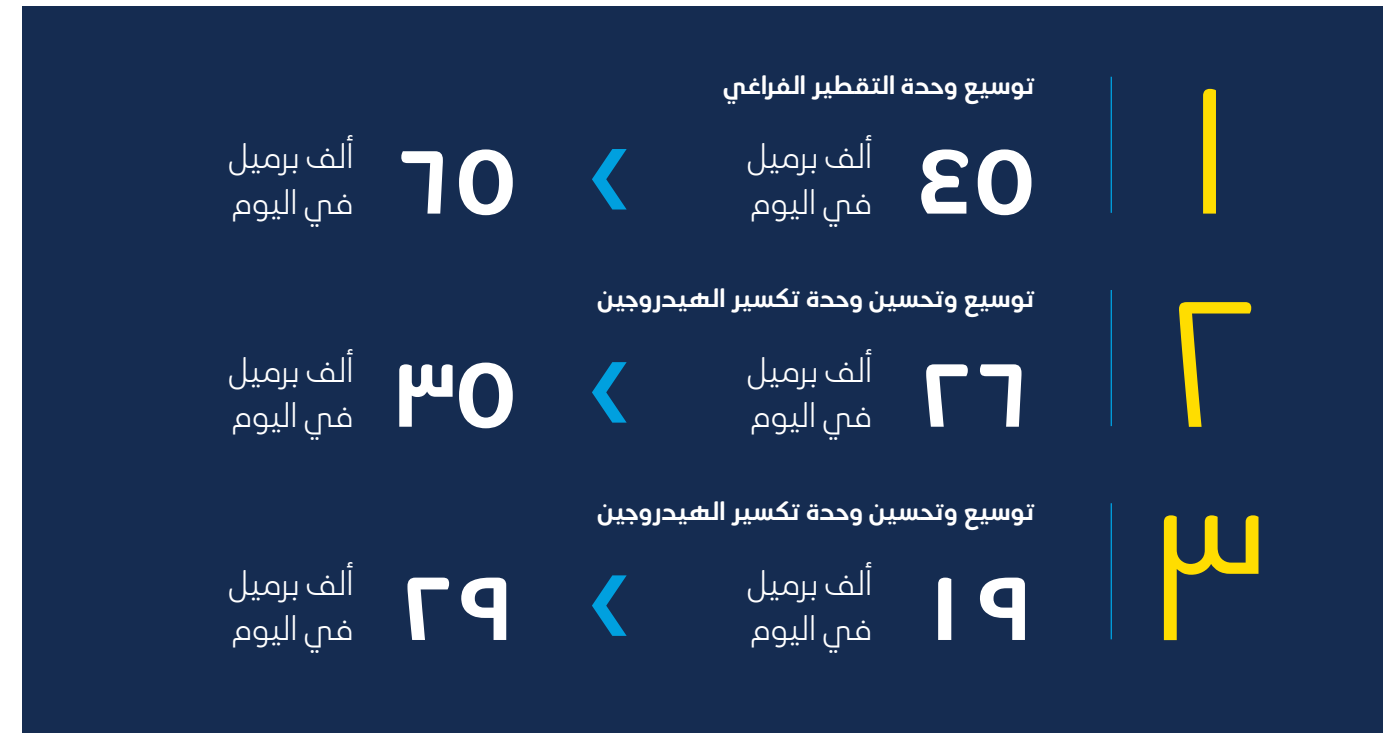 ١
توسيع وحدة التقطير الفراغي
٤٥ ألف برميل
في اليوم
٦٥ ألف برميل
في اليوم
٢
توسيع وتحسين وحدة تكسير الهيدروجين
٢٦ ألف برميل
في اليوم
٣٥ ألف برميل
في اليوم
٣
توسيع وتحسين وحدة تكسير الهيدروجين
١٩ ألف برميل
في اليوم
٢٩ ألف برميل
في اليوم